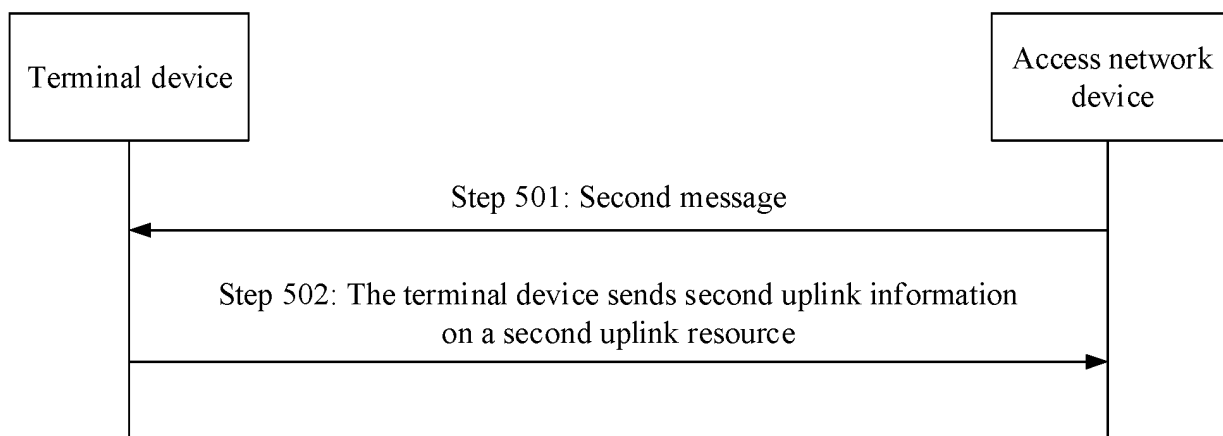 Terminal device
Access network
device
Step 501: Second message
Step 502: The terminal device sends second uplink information
on a second uplink resource